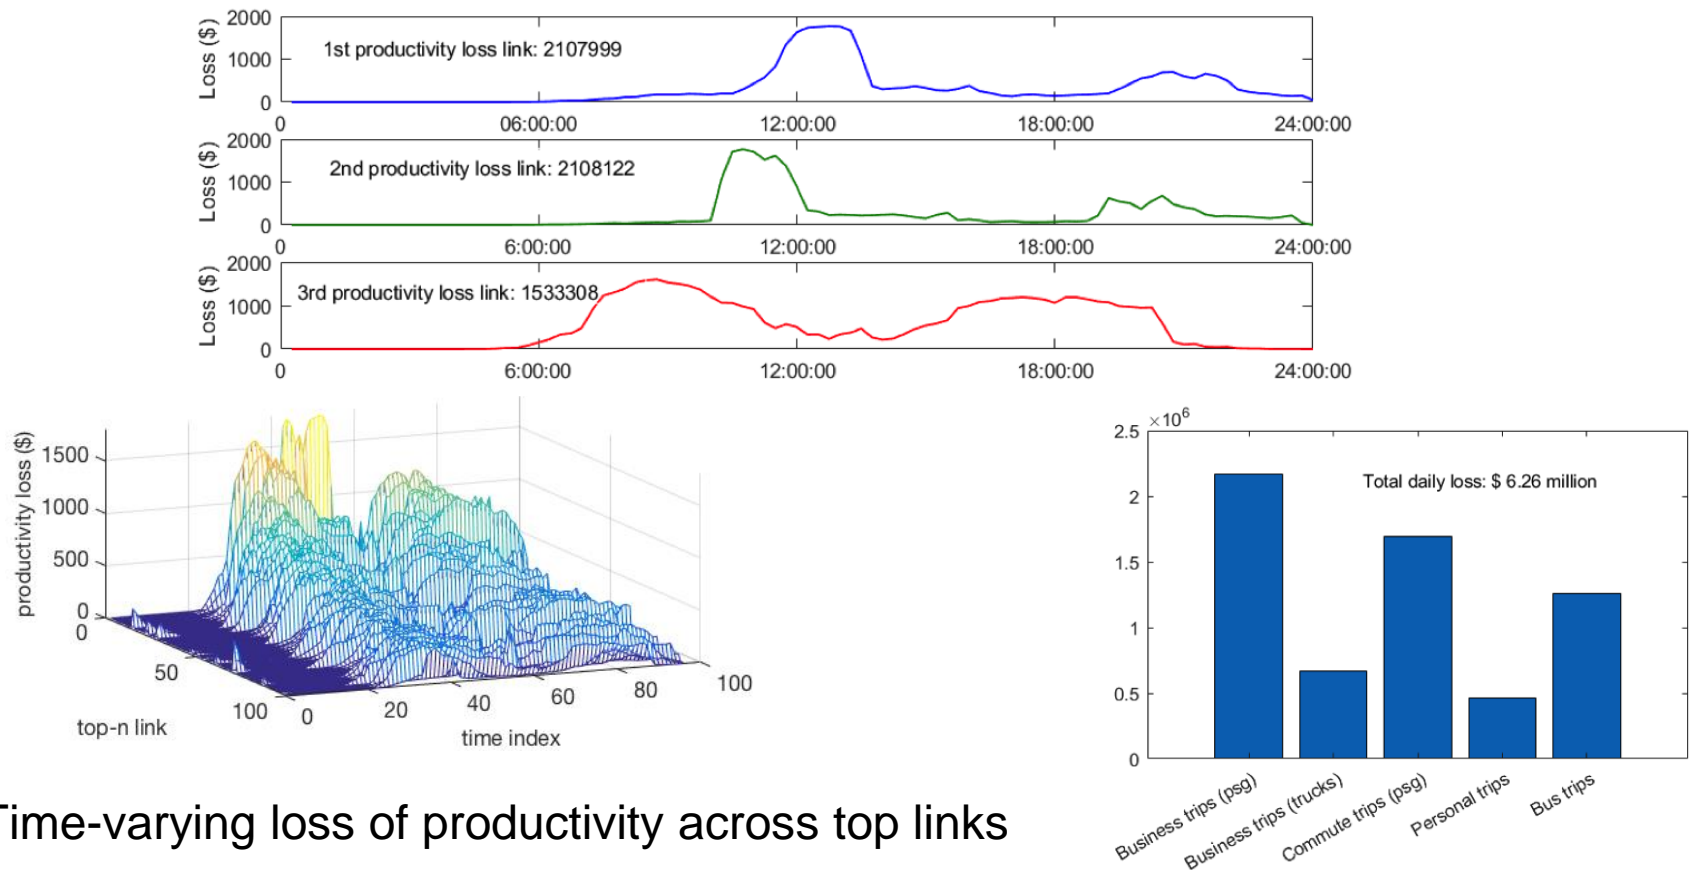 2000
1000
0
Loss ($)
1st productivity loss link: 2107999
0 06:00:00 12:00:00 18:00:00 24:00:00
2000
1000
0
Loss ($)
2nd productivity loss link: 2108122
0 6:00:00 12:00:00 18:00:00 24:00:00
2000
1000
0
Loss ($)
3rd productivity loss link: 1533308
0 6:00:00 12:00:00 18:00:00 24:00:00
productivity loss ($)
1500
1000
500
0
0
50
100
top-n link
0 20 40 60 80 100
time index
×10⁶
2.5
2
1.5
1
0.5
0
Total daily loss: $ 6.26 million
Business trips (psg)
Business trips (trucks)
Commute trips (psg)
Personal trips
Bus trips
Time-varying loss of productivity across top links